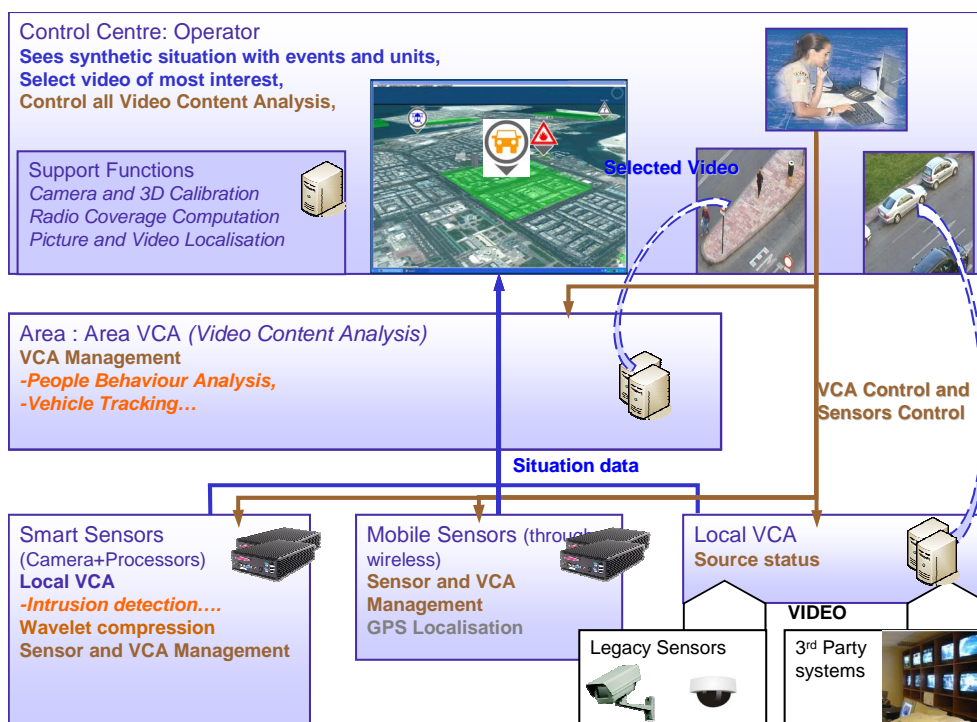 Control Centre: Operator
Sees synthetic situation with events and units,
Select video of most interest,
Control all Video Content Analysis,
Support Functions
Camera and 3D Calibration
Radio Coverage Computation
Picture and Video Localisation
Selected Video
Area : Area VCA (Video Content Analysis)
VCA Management
-People Behaviour Analysis,
-Vehicle Tracking…
VCA Control and
Sensors Control
Situation data
Smart Sensors
(Camera+Processors)
Local VCA
-Intrusion detection….
Wavelet compression
Sensor and VCA Management
Mobile Sensors (through
wireless)
Sensor and VCA
Management
GPS Localisation
Local VCA
Source status
VIDEO
Legacy Sensors
3rd Party
systems